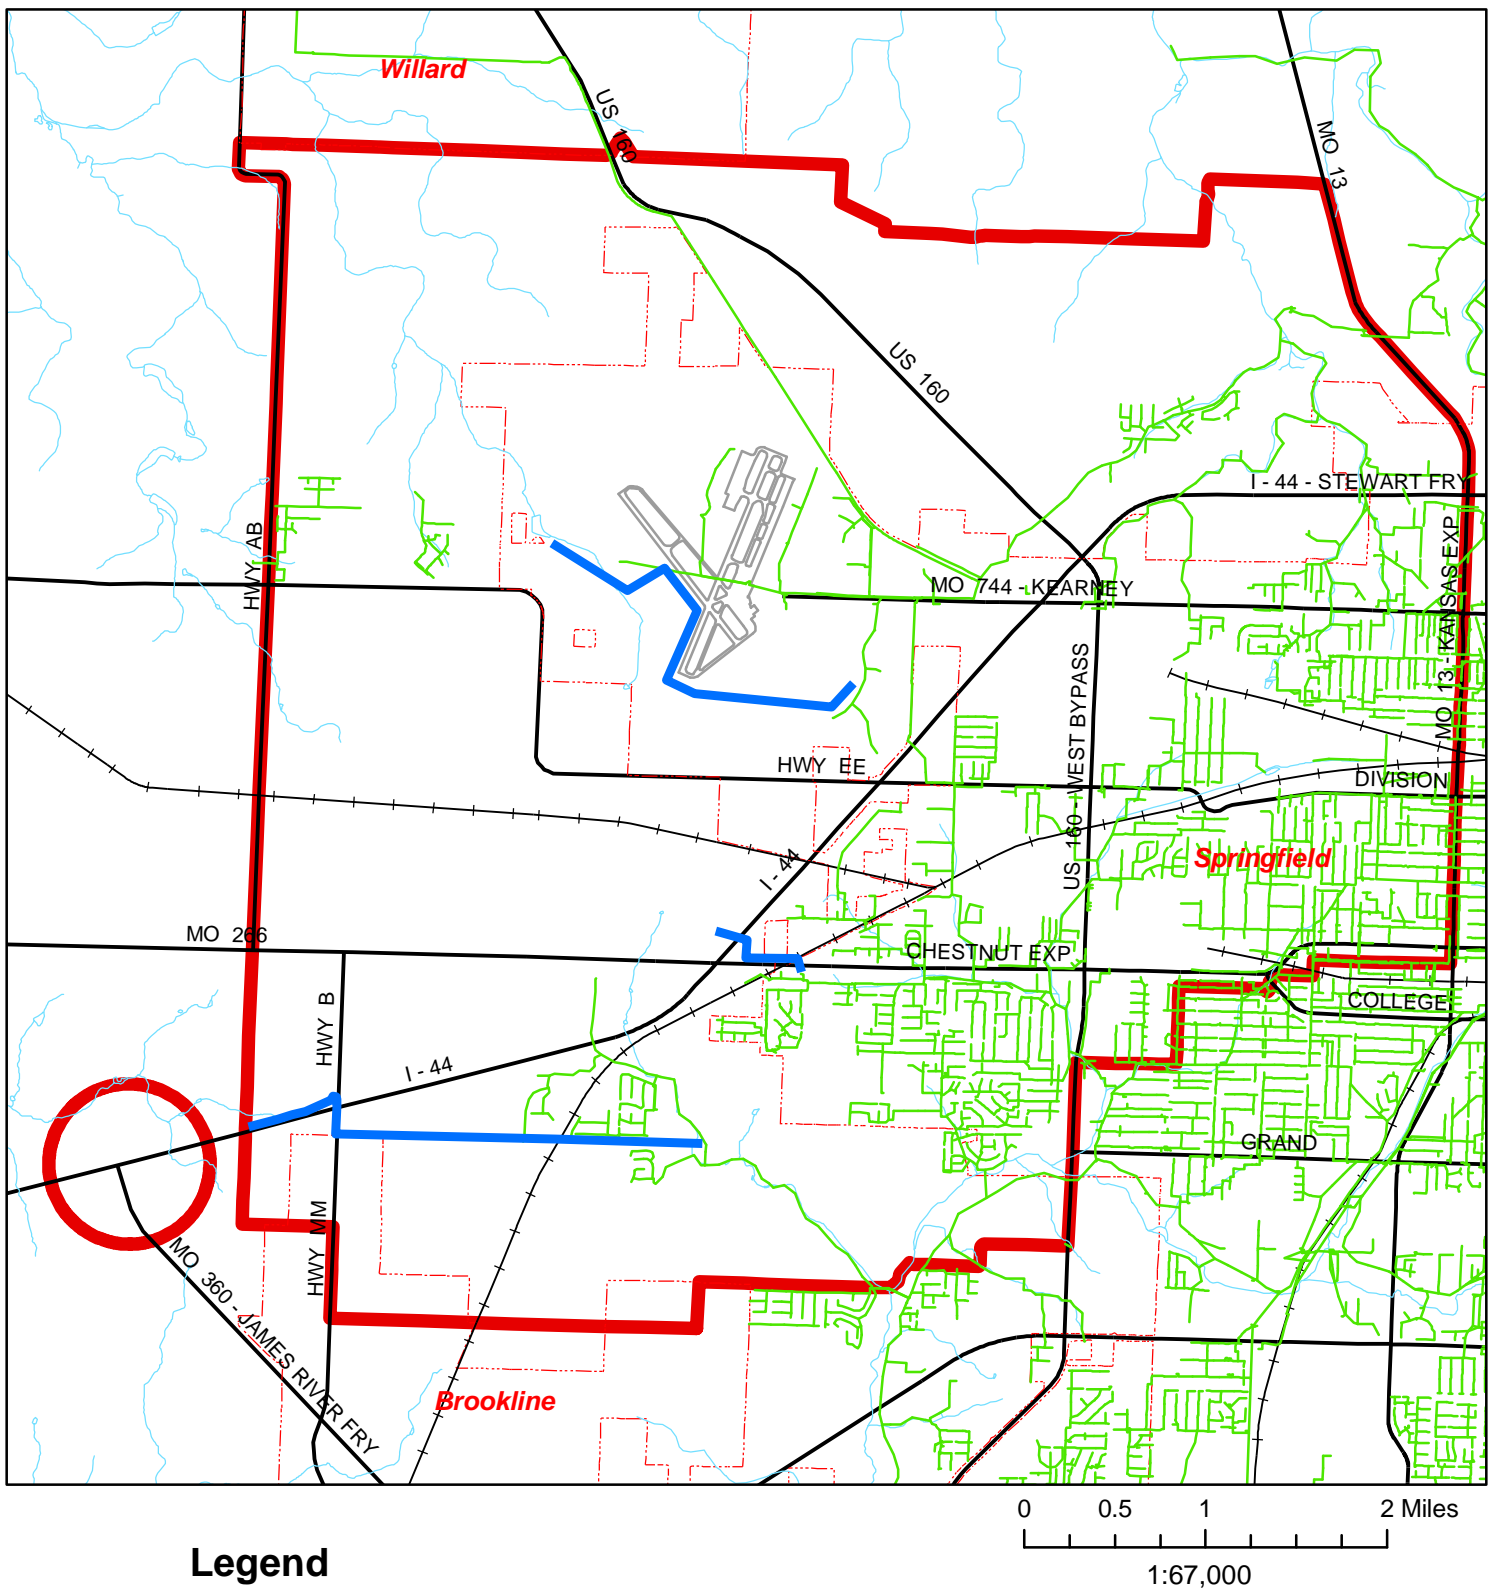 Willard
US 160
MO 13
US 160
I - 44 - STEWART FRY
HWY AB
MO 13 - KANSAS EXP
MO 744 - KEARNEY
US 160 - WEST BYPASS
HWY EE
DIVISION
I - 44
Springfield
MO 266
CHESTNUT EXP
HWY B
COLLEGE
I - 44
GRAND
HWY MM
MO 360 - JAMES RIVER FRY
Brookline
0 0.5 1 2 Miles
1:67,000
Legend